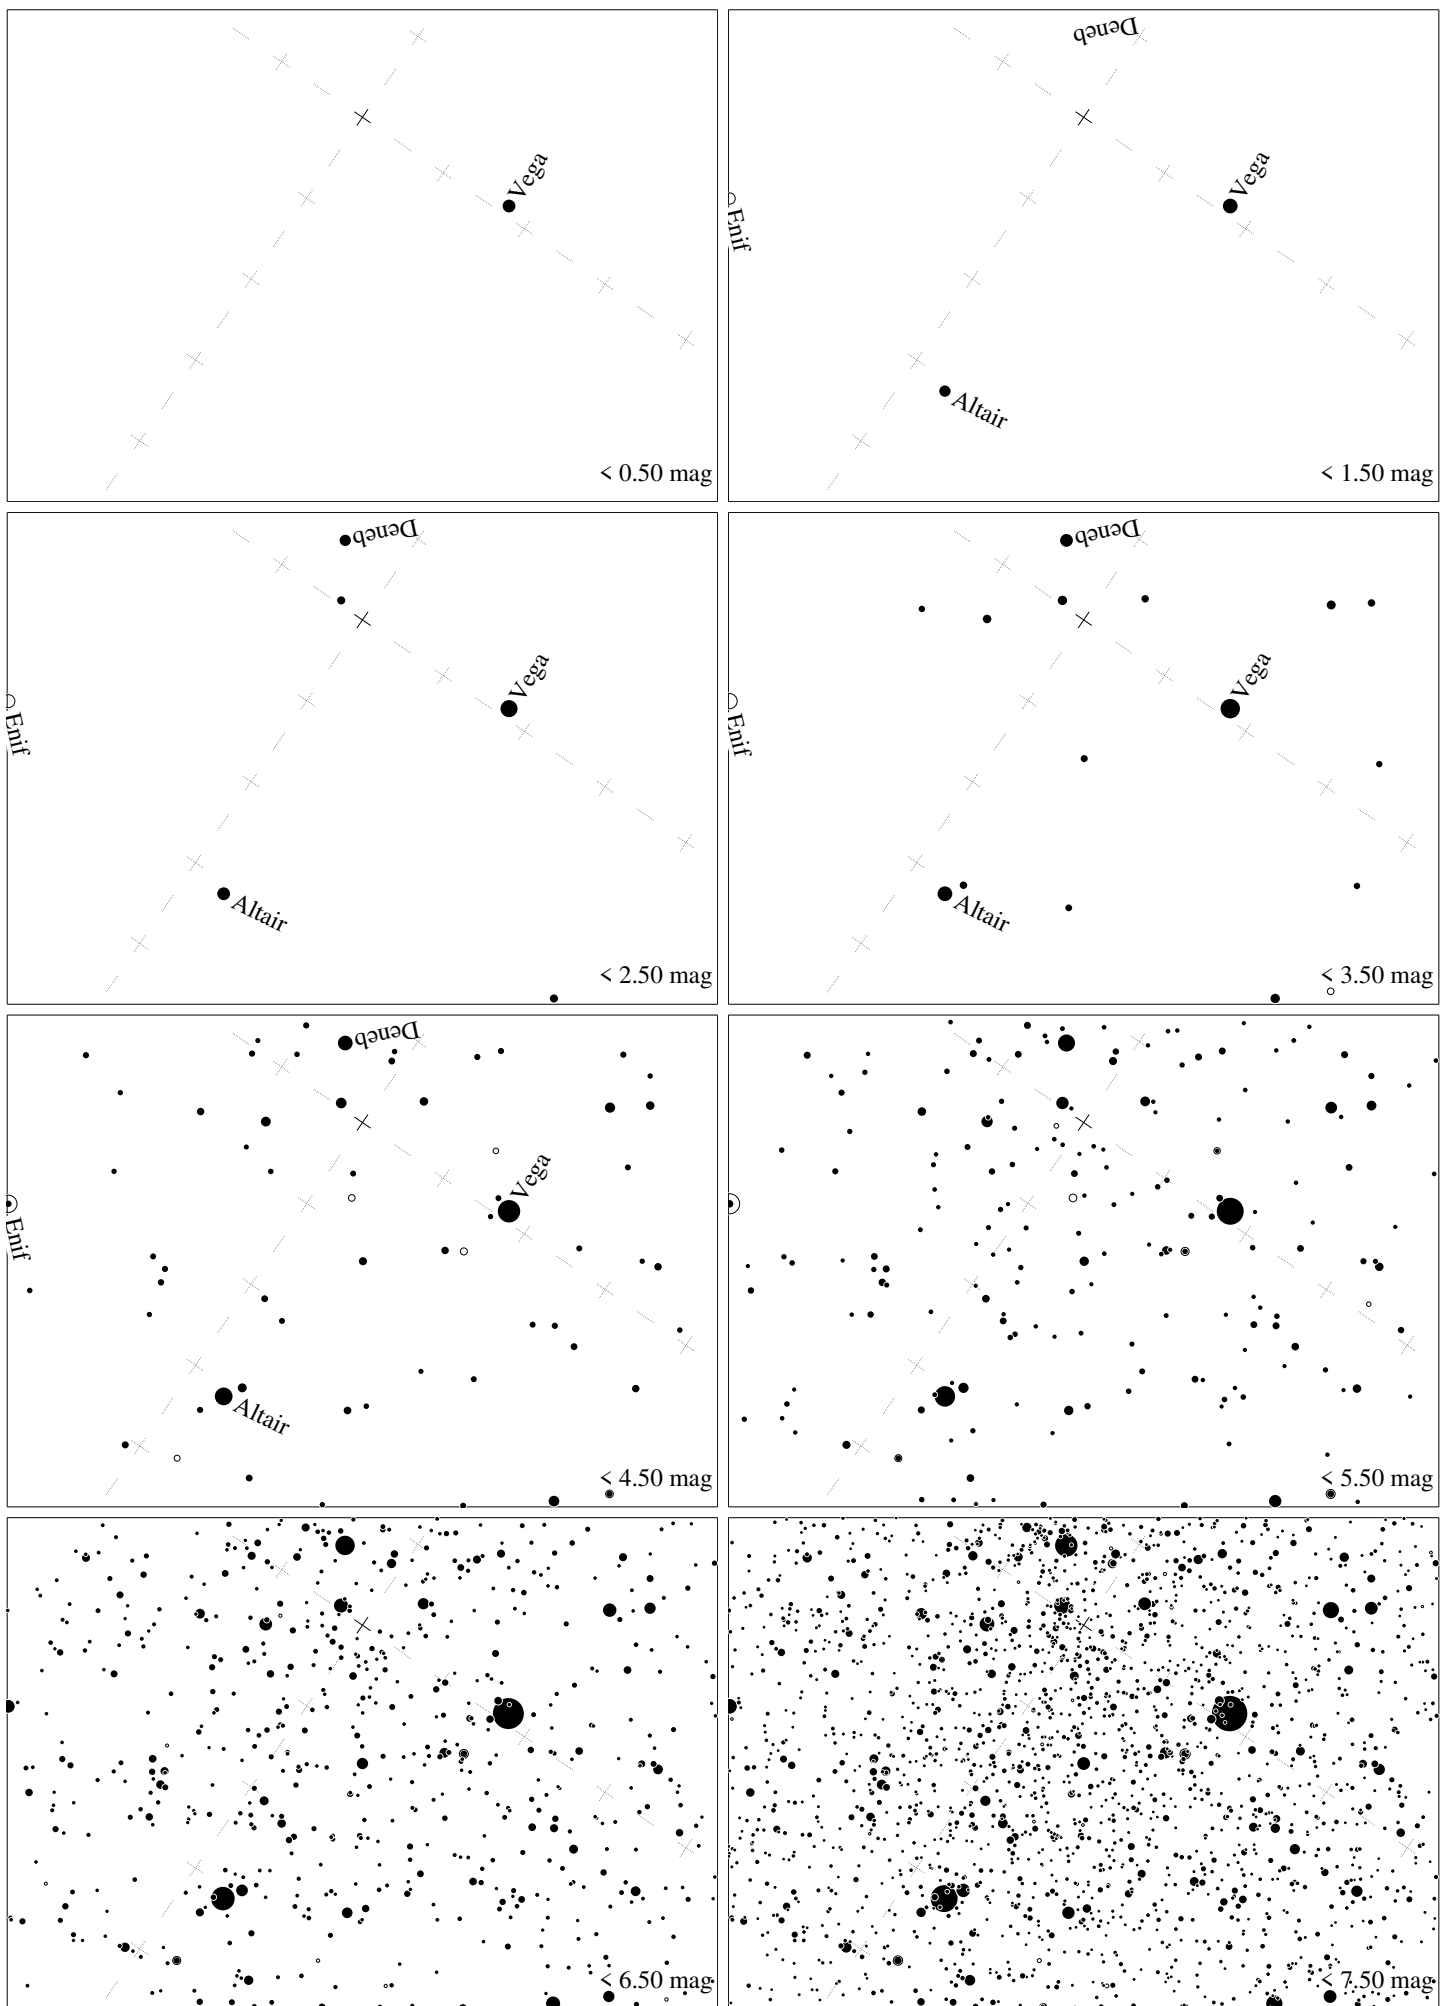 Vega
< 0.50 mag
Deneb
Vega
Enif
Altair
< 1.50 mag
Deneb
Vega
Enif
Altair
< 2.50 mag
Deneb
Vega
Enif
Altair
< 3.50 mag
Deneb
Vega
Enif
Altair
< 4.50 mag
< 5.50 mag
< 6.50 mag
< 7.50 mag